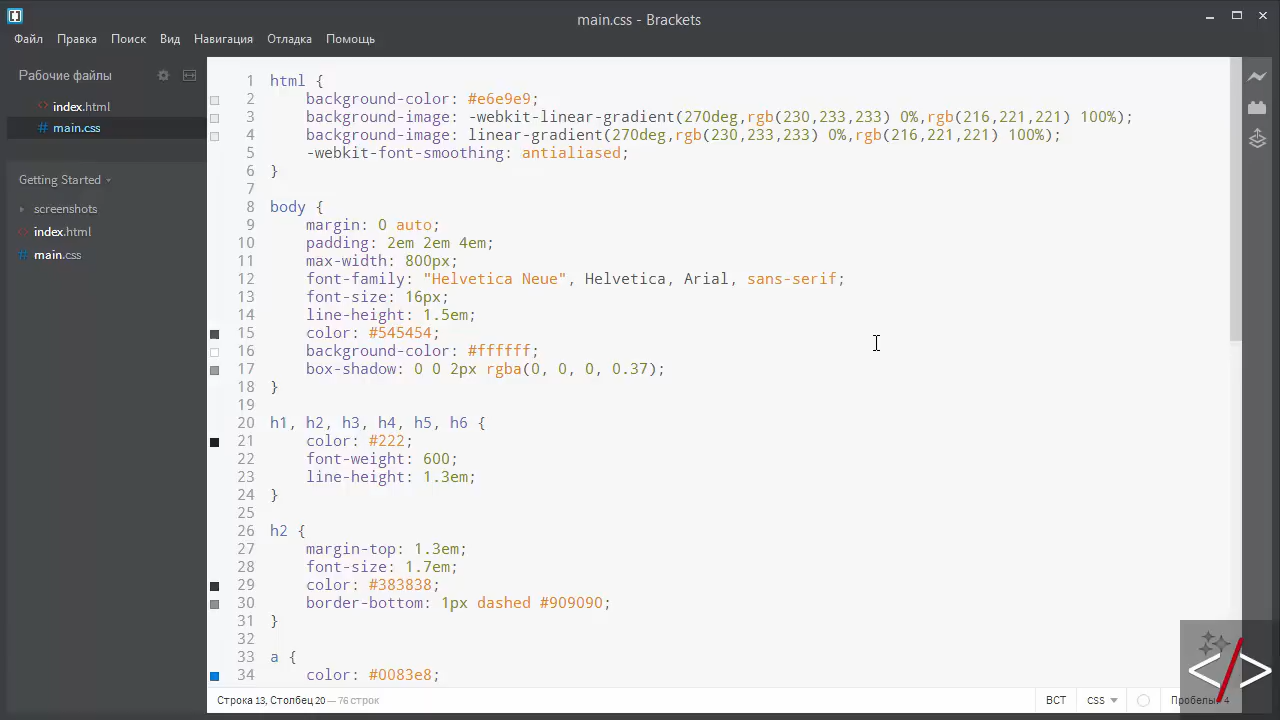 main.css - Brackets
Файл Правка Поиск Вид Навигация Отладка Помощь
Рабочие файлы
index.html
main.css
Getting Started
screenshots
index.html
main.css
1 html {
2 background-color: #e6e9e9;
3 background-image: -webkit-linear-gradient(270deg,rgb(230,233,233) 0%,rgb(216,221,221) 100%);
4 background-image: linear-gradient(270deg,rgb(230,233,233) 0%,rgb(216,221,221) 100%);
5 -webkit-font-smoothing: antialiased;
6 }
7
8 body {
9 margin: 0 auto;
10 padding: 2em 2em 4em;
11 max-width: 800px;
12 font-family: "Helvetica Neue", Helvetica, Arial, sans-serif;
13 font-size: 16px;
14 line-height: 1.5em;
15 color: #545454;
16 background-color: #ffffff;
17 box-shadow: 0 0 2px rgba(0, 0, 0, 0.37);
18 }
19
20 h1, h2, h3, h4, h5, h6 {
21 color: #222;
22 font-weight: 600;
23 line-height: 1.3em;
24 }
25
26 h2 {
27 margin-top: 1.3em;
28 font-size: 1.7em;
29 color: #383838;
30 border-bottom: 1px dashed #909090;
31 }
32
33 a {
34 color: #0083e8;
Строка 13, Столбец 20 — 76 строк
ВСТ CSS 4